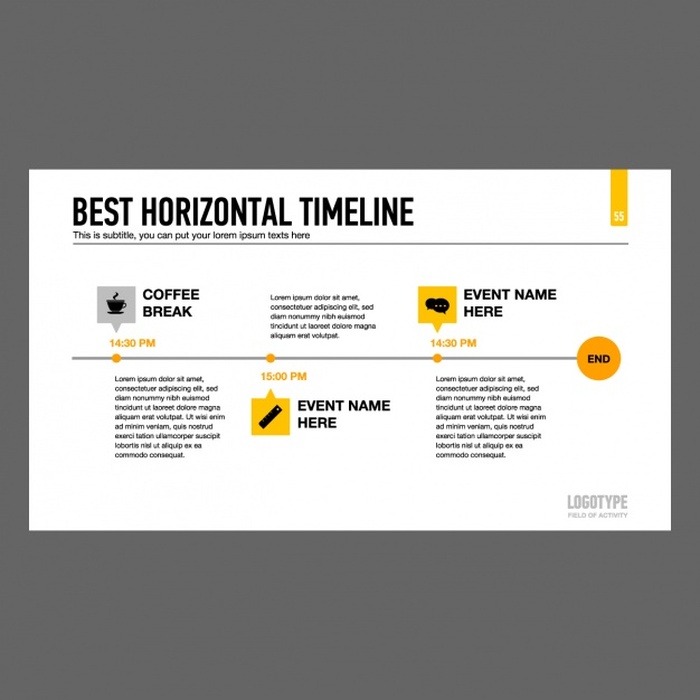 BEST HORIZONTAL TIMELINE
This is subtitle, you can put your lorem ipsum texts here
55
COFFEE
BREAK
14:30 PM
Lorem ipsum dolor sit amet,
consectetuer adipiscing elit, sed
diam nonummy nibh euismod
tincidunt ut laoreet dolore magna
aliquam erat volutpat. Ut wisi enim
ad minim veniam, quis nostrud
exerci tation ullamcorper suscipit
lobortis nisl ut aliquip ex ea
commodo consequat.
Lorem ipsum dolor sit amet,
consectetuer adipiscing elit, sed
diam nonummy nibh euismod
tincidunt ut laoreet dolore magna
aliquam erat volutpat.
15:00 PM
EVENT NAME
HERE
EVENT NAME
HERE
14:30 PM
Lorem ipsum dolor sit amet,
consectetuer adipiscing elit, sed
diam nonummy nibh euismod
tincidunt ut laoreet dolore magna
aliquam erat volutpat. Ut wisi enim
ad minim veniam, quis nostrud
exerci tation ullamcorper suscipit
lobortis nisl ut aliquip ex ea
commodo consequat.
END
LOGOTYPE
FIELD OF ACTIVITY